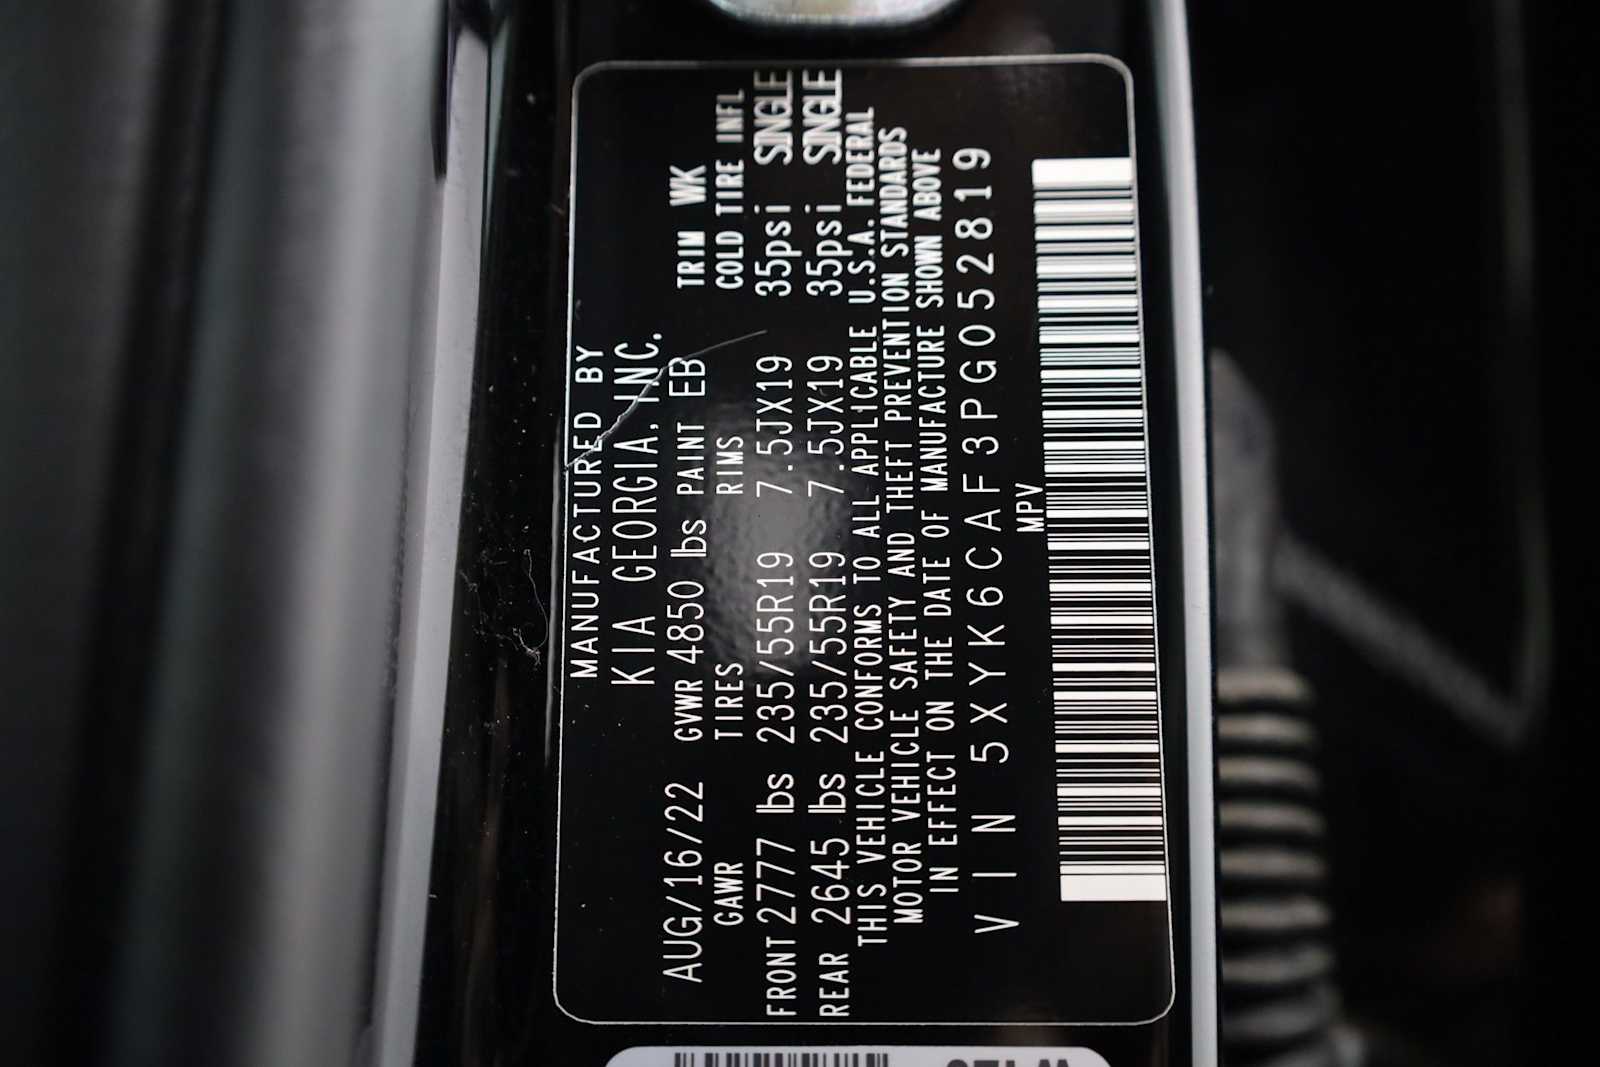 MANUFACTURED BY
KIA GEORGIA, INC.
AUG/16/22 GVWR 4850 lbs PAINT EB TRIM WK
GAWR TIRES RIMS COLD TIRE INFL
FRONT 2777 lbs 235/55R19 7.5JX19 35psi SINGLE
REAR 2645 lbs 235/55R19 7.5JX19 35psi SINGLE
THIS VEHICLE CONFORMS TO ALL APPLICABLE U.S.A. FEDERAL
MOTOR VEHICLE SAFETY AND THEFT PREVENTION STANDARDS
IN EFFECT ON THE DATE OF MANUFACTURE SHOWN ABOVE
VIN 5XYK6CAF3PG052819
MPV